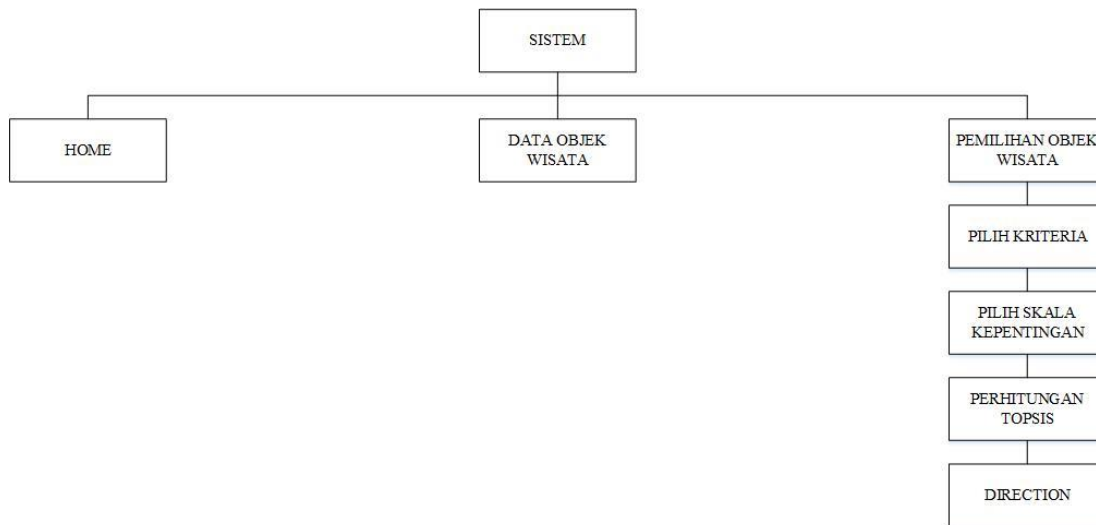 SISTEM
HOME
DATA OBJEK
WISATA
PEMILIHAN OBJEK
WISATA
PILIH KRITERIA
PILIH SKALA
KEPENTINGAN
PERHITUNGAN
TOPSIS
DIRECTION